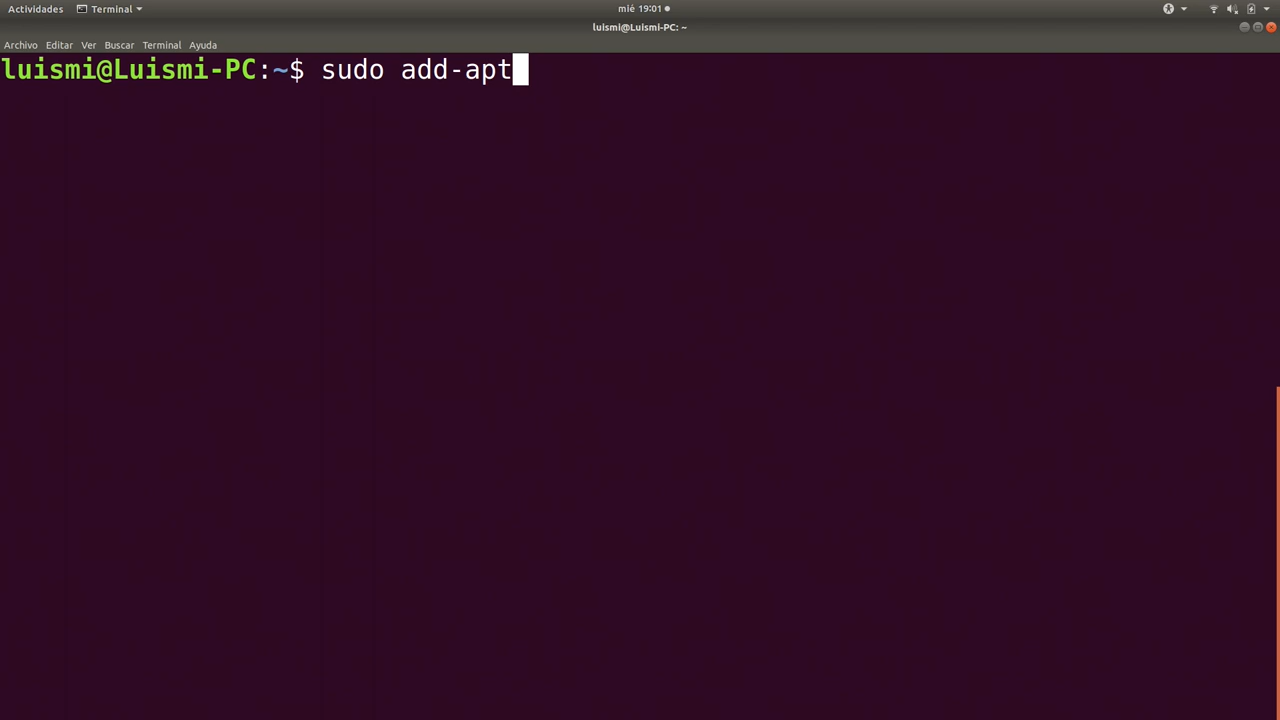 Actividades Terminal mié 19:01
luismi@Luismi-PC: ~
Archivo Editar Ver Buscar Terminal Ayuda
luismi@Luismi-PC:~$ sudo add-apt